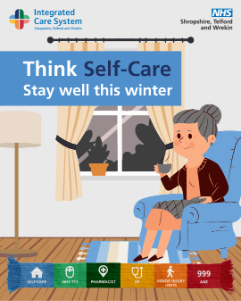 Integrated
Care System
Shropshire, Telford and Wrekin
NHS
Shropshire, Telford
and Wrekin
Think Self-Care
Stay well this winter
SELF-CARE
NHS 111
PHARMACIST
GP
MINOR INJURY
UNITS
999
A&E